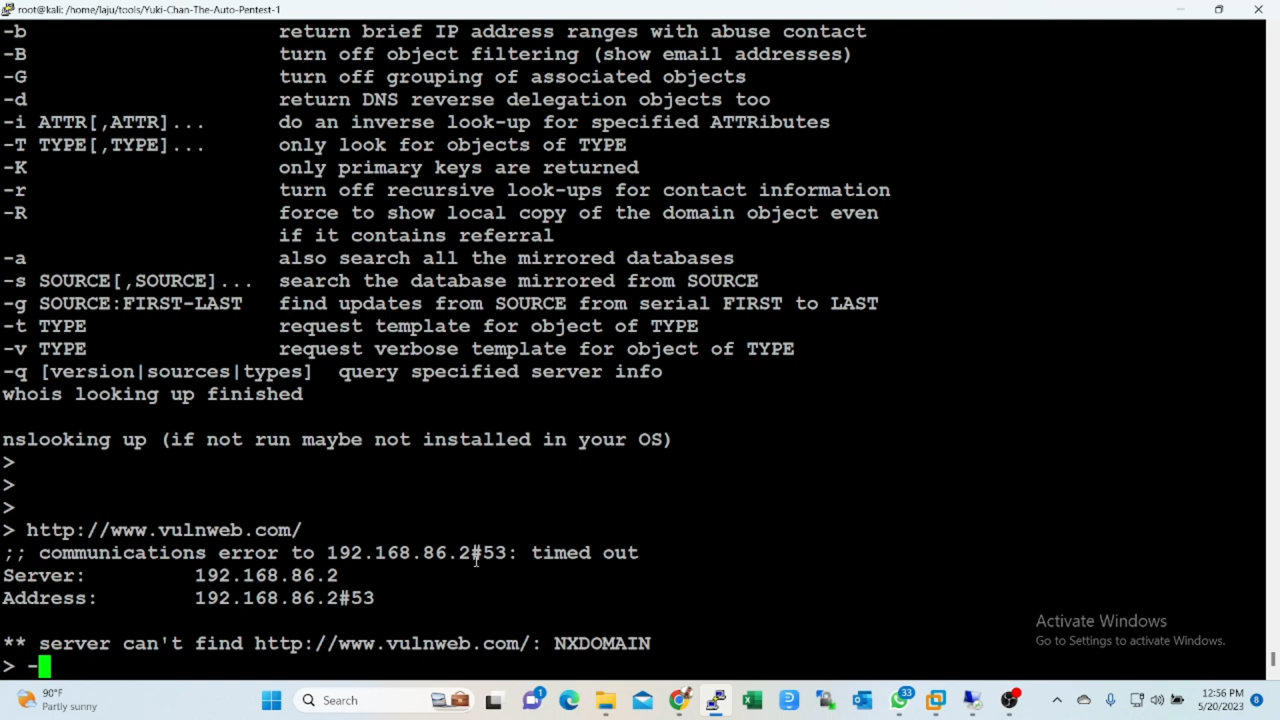 root@kali: /home/laju/tools/Yuki-Chan-The-Auto-Pentest-1
-b return brief IP address ranges with abuse contact
-B turn off object filtering (show email addresses)
-G turn off grouping of associated objects
-d return DNS reverse delegation objects too
-i ATTR[,ATTR]... do an inverse look-up for specified ATTRibutes
-T TYPE[,TYPE]... only look for objects of TYPE
-K only primary keys are returned
-r turn off recursive look-ups for contact information
-R force to show local copy of the domain object even
if it contains referral
-a also search all the mirrored databases
-s SOURCE[,SOURCE]... search the database mirrored from SOURCE
-g SOURCE:FIRST-LAST find updates from SOURCE from serial FIRST to LAST
-t TYPE request template for object of TYPE
-v TYPE request verbose template for object of TYPE
-q [version|sources|types] query specified server info
whois looking up finished
nslooking up (if not run maybe not installed in your OS)
>
>
>
> http://www.vulnweb.com/
;; communications error to 192.168.86.2#53: timed out
Server: 192.168.86.2
Address: 192.168.86.2#53
** server can't find http://www.vulnweb.com/: NXDOMAIN
> -
Activate Windows
Go to Settings to activate Windows.
90°F
Partly sunny
Search
1
33
12:56 PM
5/20/2023
8